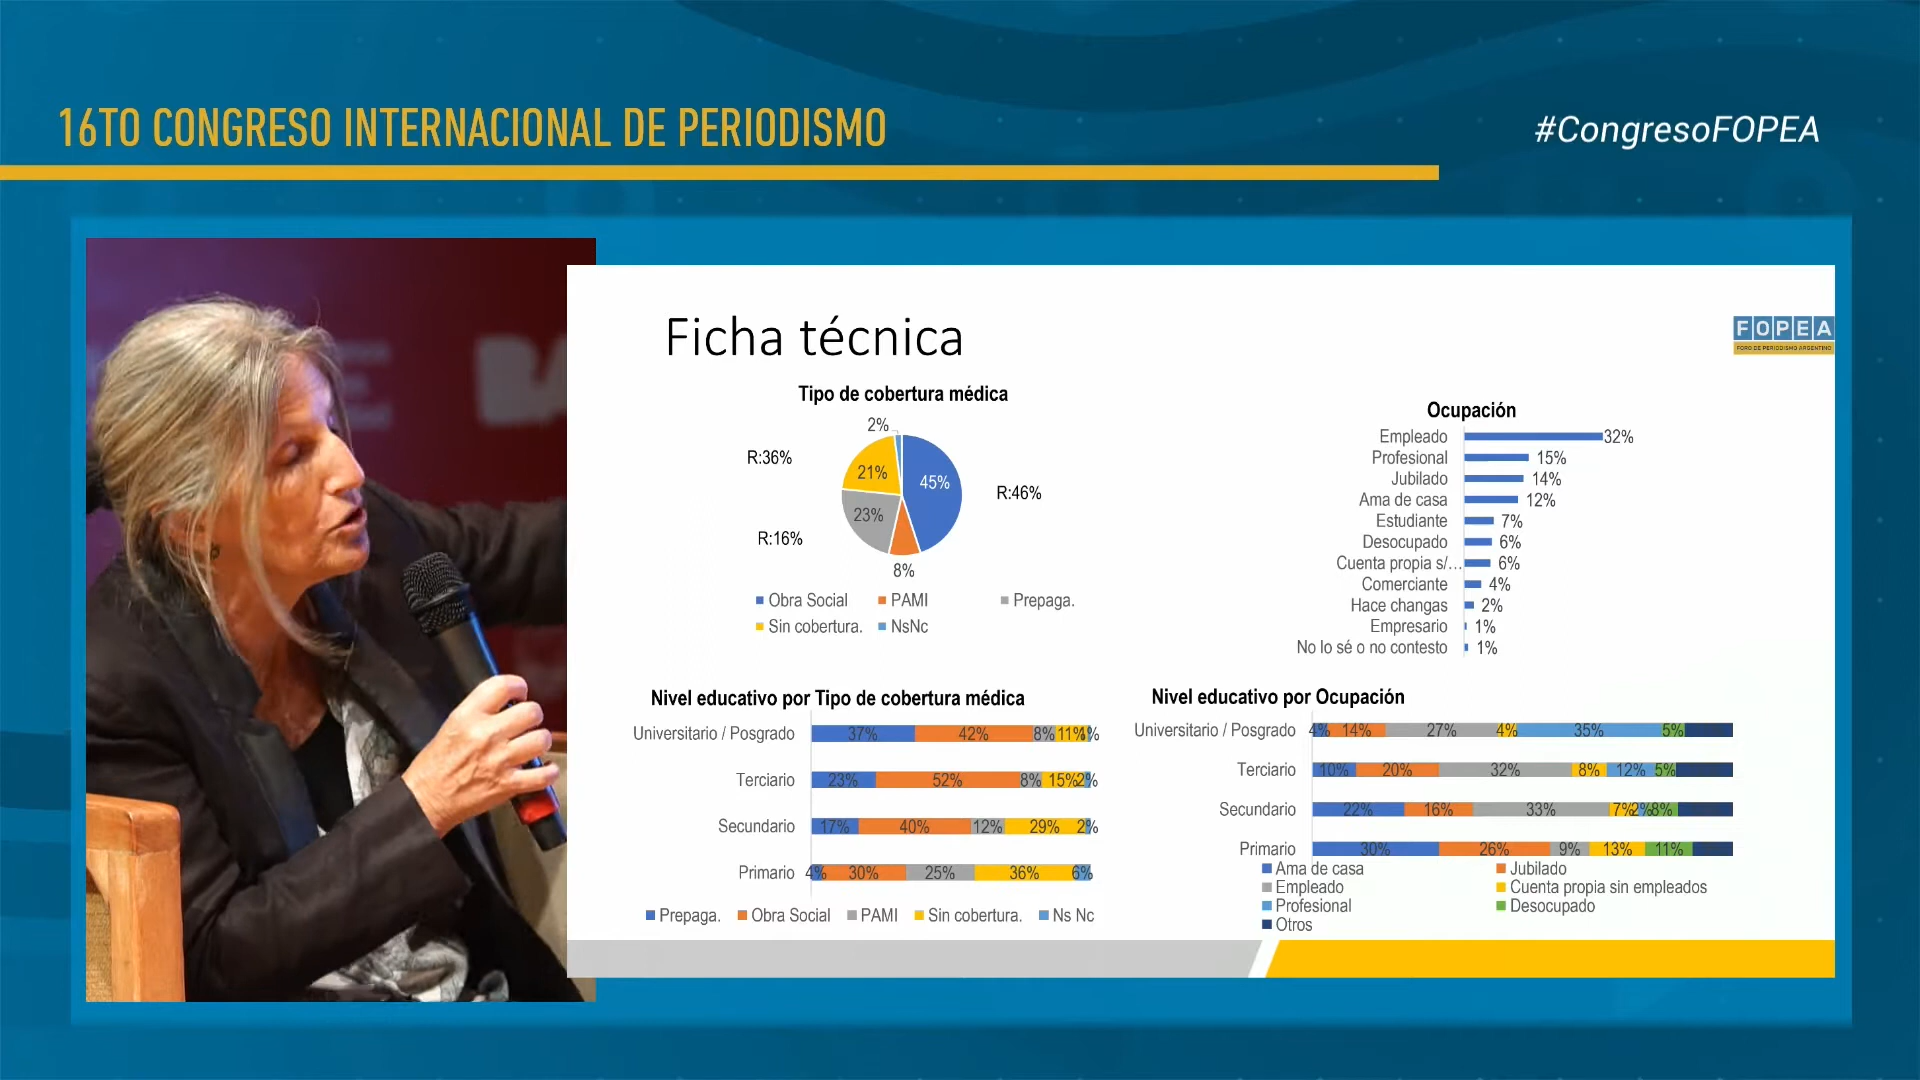 16TO CONGRESO INTERNACIONAL DE PERIODISMO
#CongresoFOPEA
Ficha técnica
FOPEA
FORO DE PERIODISMO ARGENTINO
Tipo de cobertura médica
2%
R:36%
21%
45%
R:46%
23%
R:16%
8%
Obra Social PAMI Prepaga.
Sin cobertura. NsNc
Ocupación
Empleado 32%
Profesional 15%
Jubilado 14%
Ama de casa 12%
Estudiante 7%
Desocupado 6%
Cuenta propia s/... 6%
Comerciante 4%
Hace changas 2%
Empresario 1%
No lo sé o no contesto 1%
Nivel educativo por Tipo de cobertura médica
Universitario / Posgrado 37% 42% 8% 11% 1%
Terciario 23% 52% 8% 15% 2%
Secundario 17% 40% 12% 29% 2%
Primario 4% 30% 25% 36% 6%
Prepaga. Obra Social PAMI Sin cobertura. Ns Nc
Nivel educativo por Ocupación
Universitario / Posgrado 4% 14% 27% 4% 35% 5%
Terciario 10% 20% 32% 8% 12% 5%
Secundario 22% 16% 33% 7% 2% 8%
Primario 30% 26% 9% 13% 11%
Ama de casa Jubilado
Empleado Cuenta propia sin empleados
Profesional Desocupado
Otros